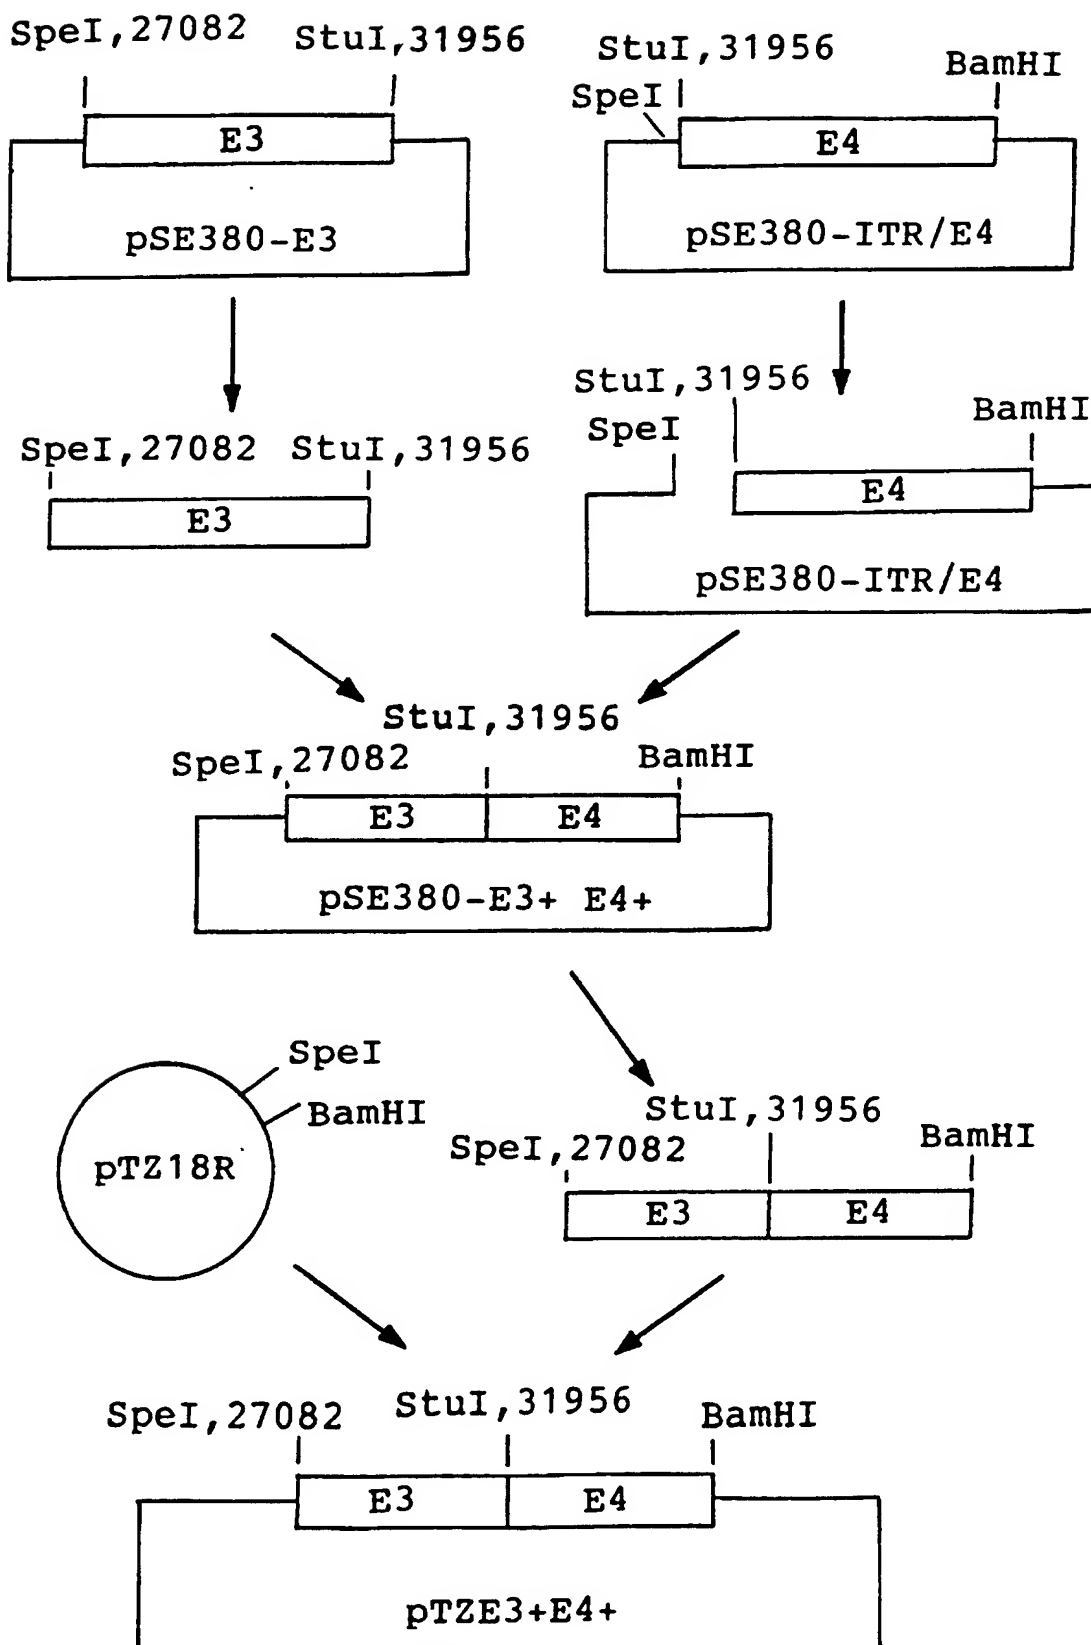 SpeI,27082 StuI,31956
E3
pSE380-E3
StuI,31956 BamHI
SpeI
E4
pSE380-ITR/E4
SpeI,27082 StuI,31956
E3
StuI,31956
SpeI BamHI
E4
pSE380-ITR/E4
StuI,31956
SpeI,27082 BamHI
E3 E4
pSE380-E3+ E4+
SpeI
BamHI
pTZ18R
StuI,31956
SpeI,27082 BamHI
E3 E4
SpeI,27082 StuI,31956 BamHI
E3 E4
pTZE3+E4+